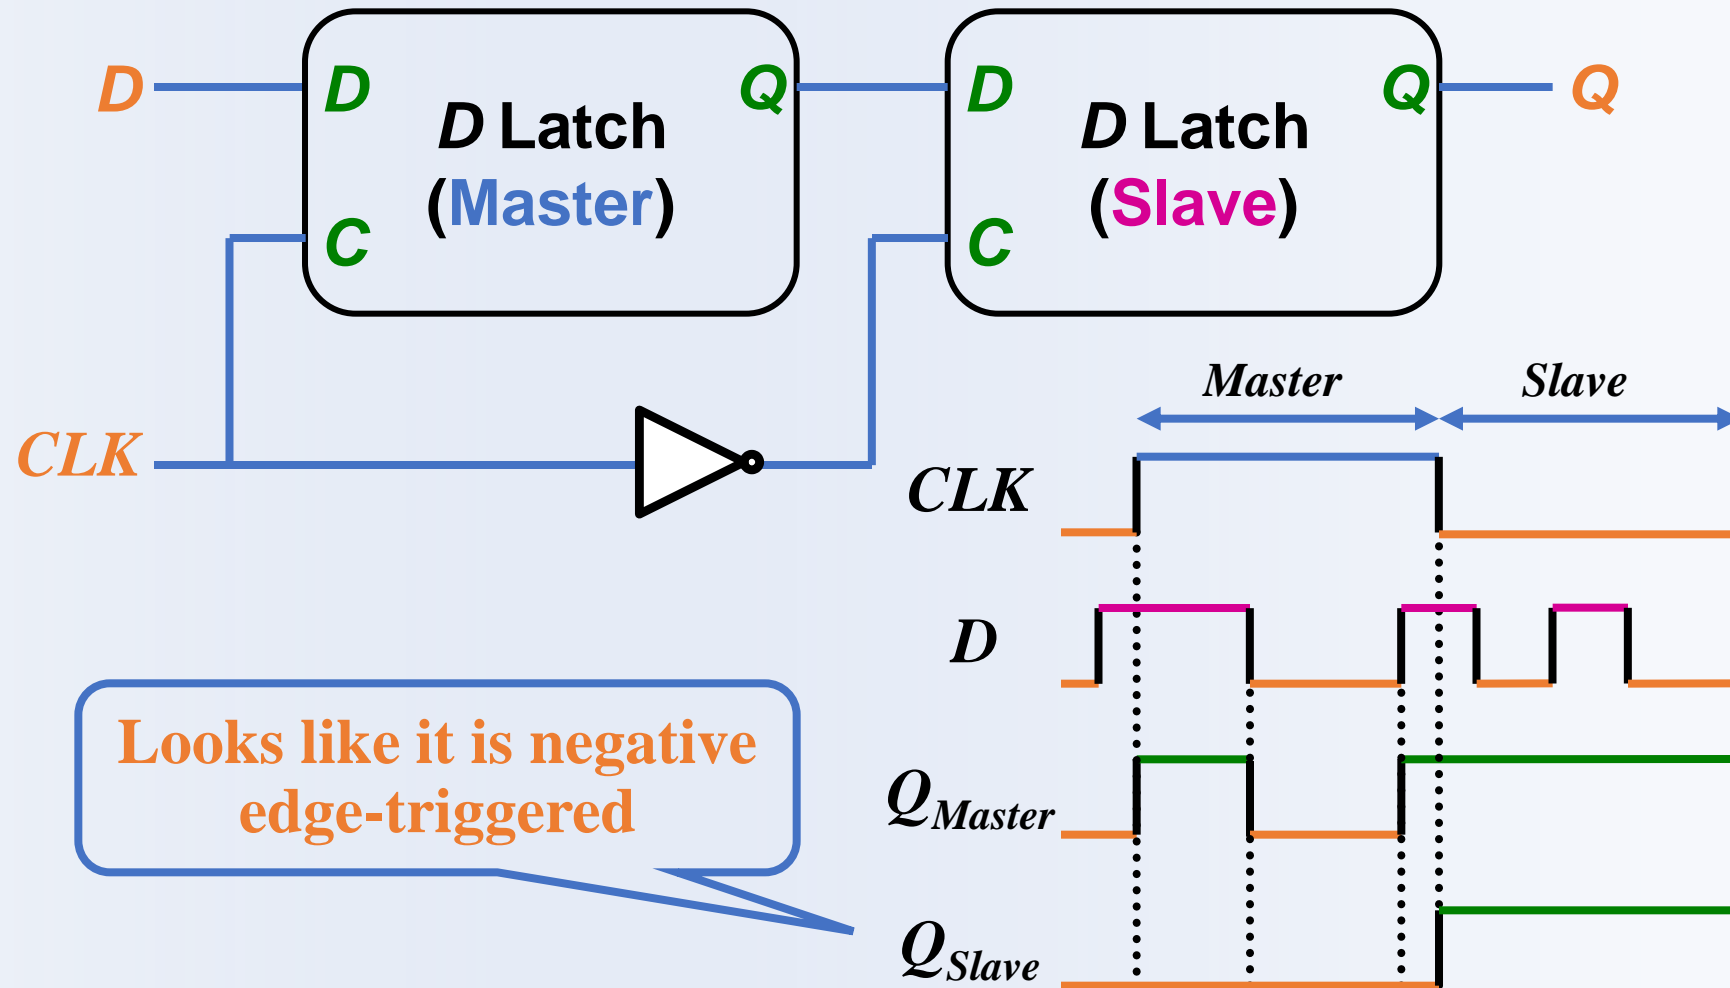 D
D
Q
D
Q
Q
D Latch
(Master)
D Latch
(Slave)
C
C
CLK
Master
Slave
CLK
D
Looks like it is negative
edge-triggered
QMaster
QSlave